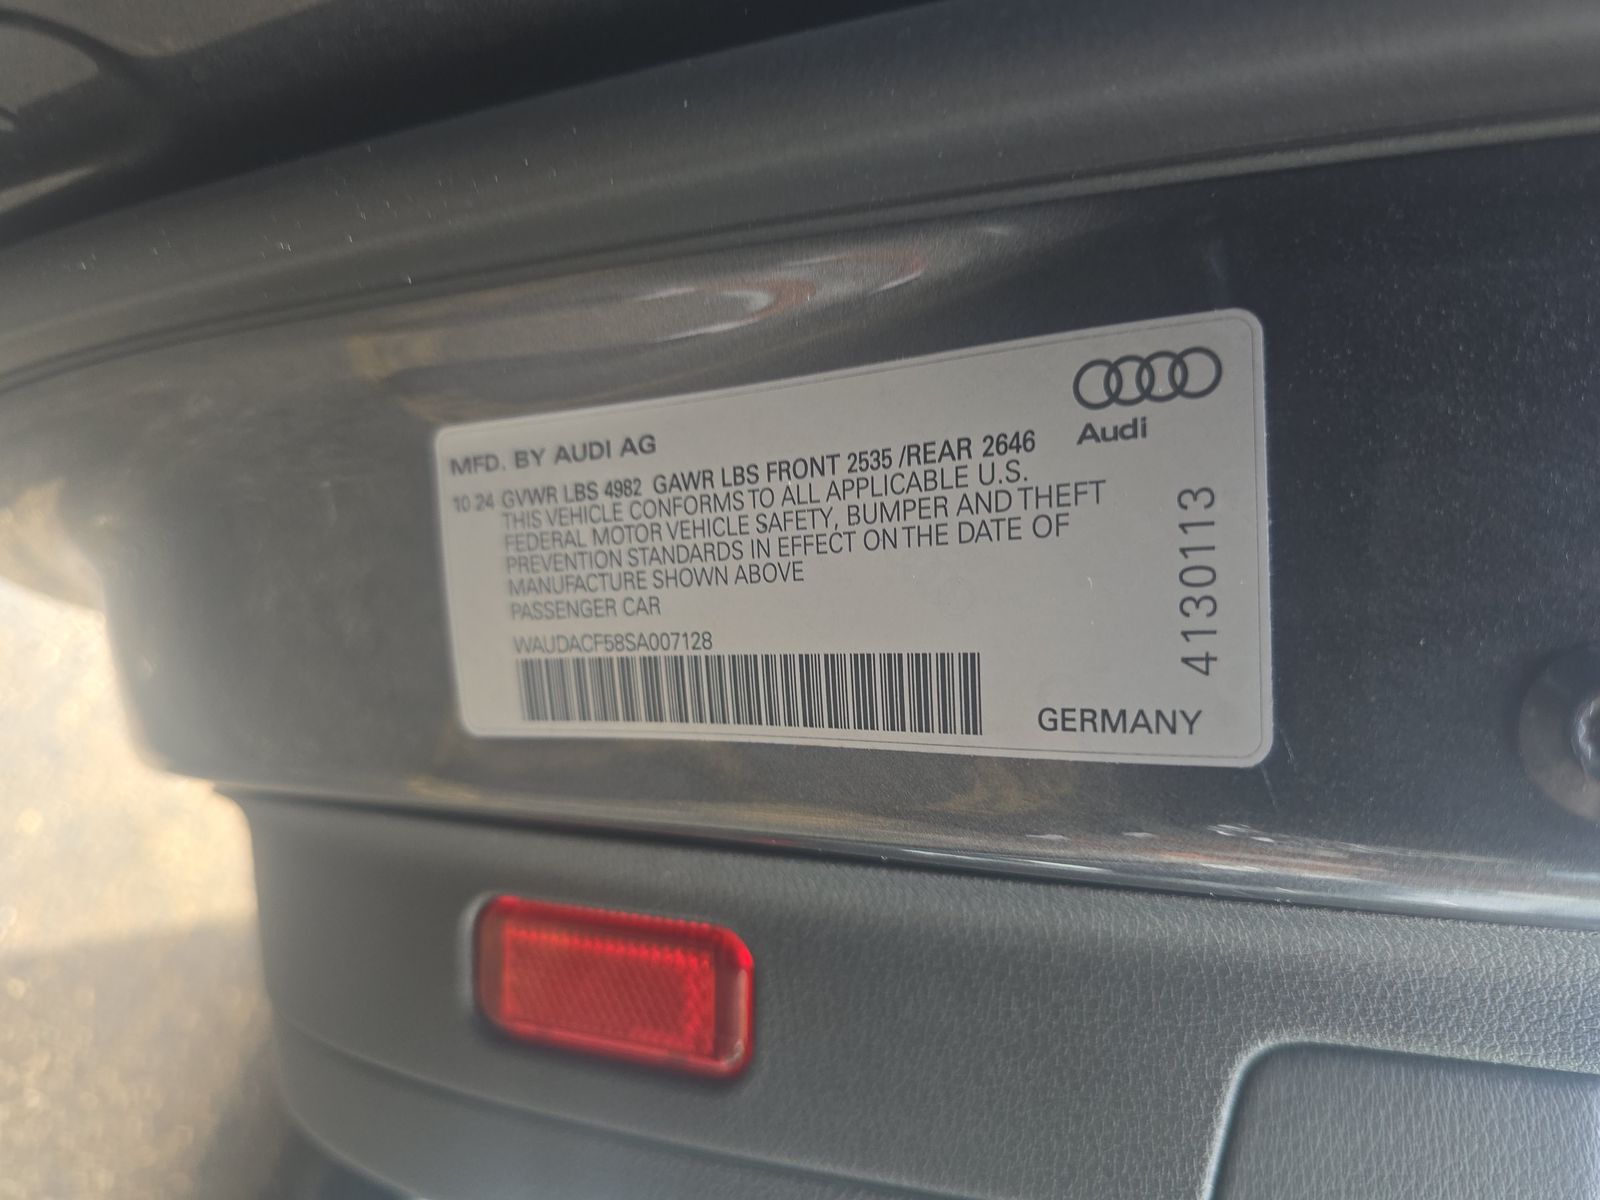 MFD. BY AUDI AG
Audi
10 24 GVWR LBS 4982 GAWR LBS FRONT 2535 /REAR 2646
THIS VEHICLE CONFORMS TO ALL APPLICABLE U.S.
FEDERAL MOTOR VEHICLE SAFETY, BUMPER AND THEFT
PREVENTION STANDARDS IN EFFECT ON THE DATE OF
MANUFACTURE SHOWN ABOVE
PASSENGER CAR
WAUDACF58SA007128
GERMANY
4130113